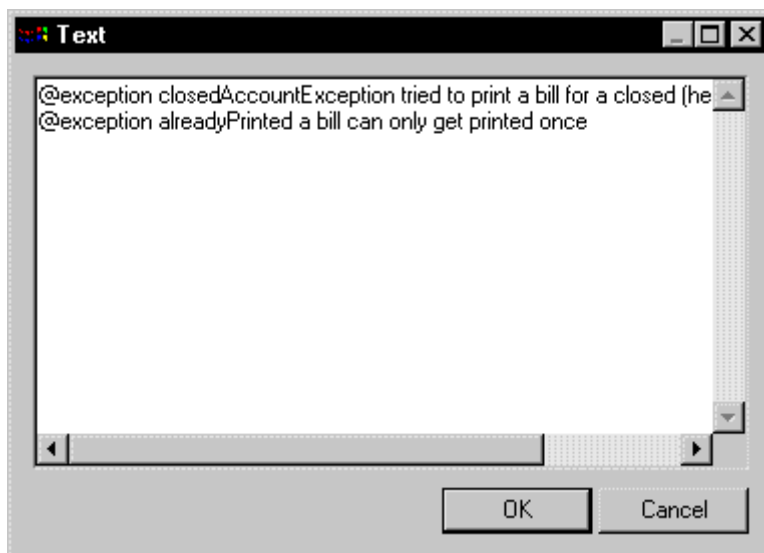 Text
@exception closedAccountException tried to print a bill for a closed (he
@exception alreadyPrinted a bill can only get printed once
OK
Cancel